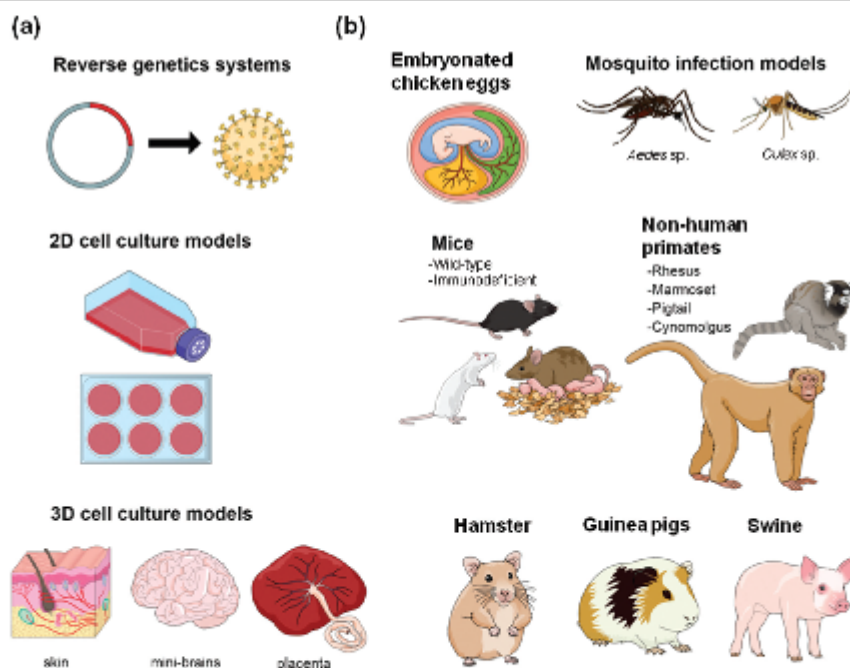 (a)
Reverse genetics systems
2D cell culture models
3D cell culture models
skin
mini-brains
placenta
(b)
Embryonated
chicken eggs
Mosquito infection models
Aedes sp.
Culex sp.
Mice
-Wild-type
-Immunodeficient
Non-human
primates
-Rhesus
-Marmoset
-Pigtail
-Cynomolgus
Hamster
Guinea pigs
Swine